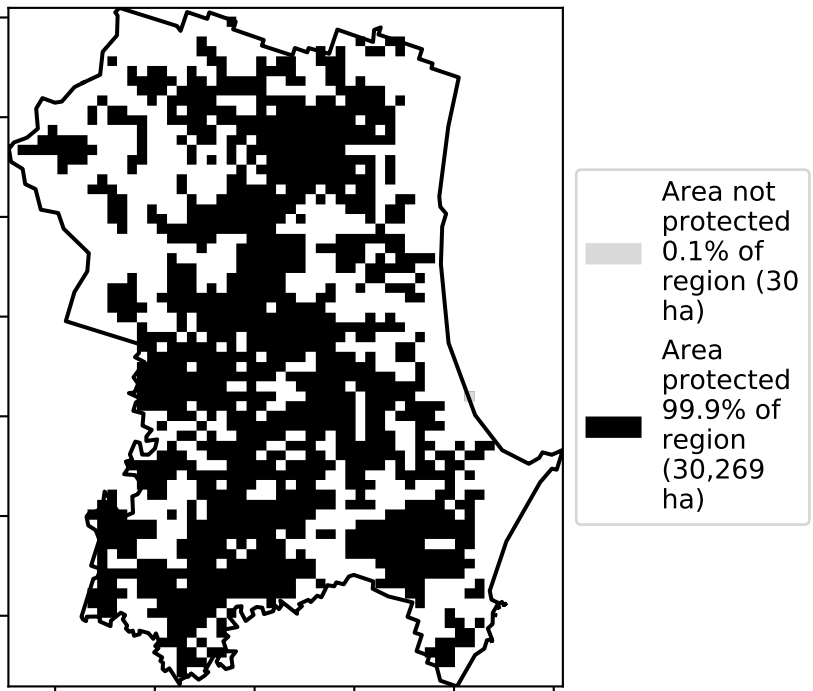 Area not
protected
0.1% of
region (30
ha)
Area
protected
99.9% of
region
(30,269
ha)